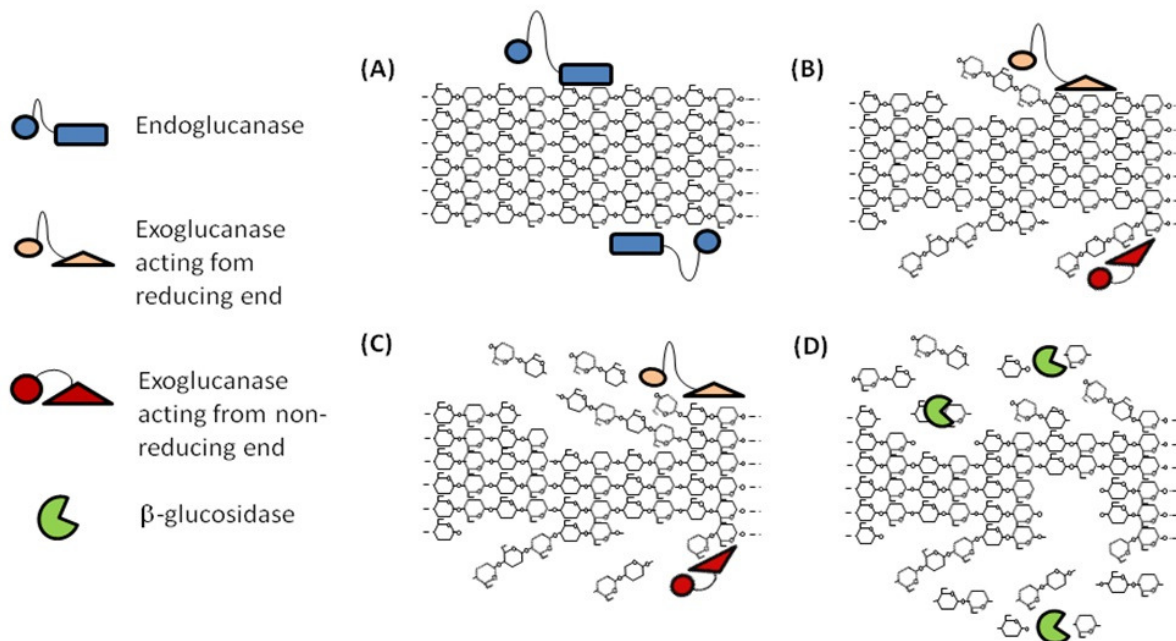 Endoglucanase
Exoglucanase
acting fom
reducing end
Exoglucanase
acting from non-
reducing end
β-glucosidase
(A)
(B)
(C)
(D)